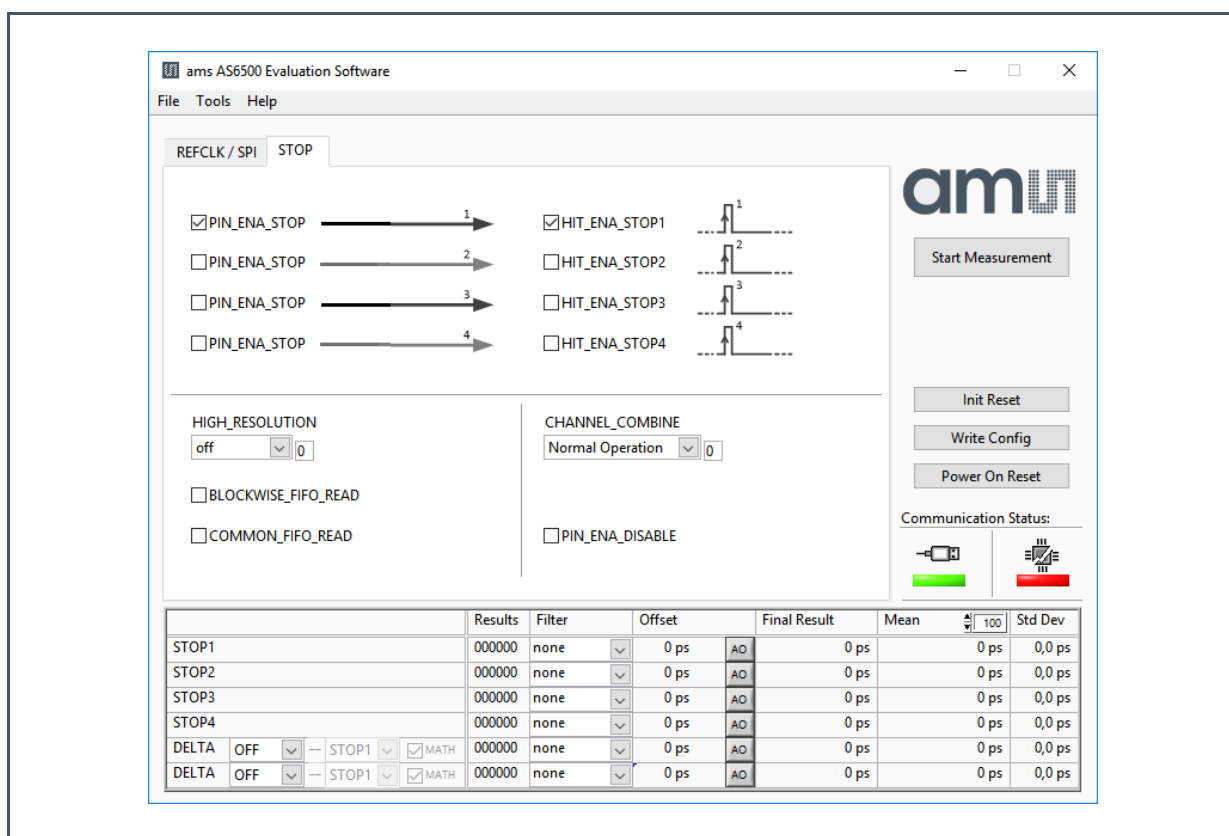 ams AS6500 Evaluation Software
File Tools Help
REFCLK / SPI STOP
amu
PIN_ENA_STOP 1 HIT_ENA_STOP1 1
PIN_ENA_STOP 2 HIT_ENA_STOP2 2
PIN_ENA_STOP 3 HIT_ENA_STOP3 3
PIN_ENA_STOP 4 HIT_ENA_STOP4 4
Start Measurement
HIGH_RESOLUTION
off 0
BLOCKWISE_FIFO_READ
COMMON_FIFO_READ
CHANNEL_COMBINE
Normal Operation 0
PIN_ENA_DISABLE
Init Reset
Write Config
Power On Reset
Communication Status:
Results Filter Offset Final Result Mean 100 Std Dev
STOP1 000000 none 0 ps AO 0 ps 0 ps 0,0 ps
STOP2 000000 none 0 ps AO 0 ps 0 ps 0,0 ps
STOP3 000000 none 0 ps AO 0 ps 0 ps 0,0 ps
STOP4 000000 none 0 ps AO 0 ps 0 ps 0,0 ps
DELTA OFF -- STOP1 MATH 000000 none 0 ps AO 0 ps 0 ps 0,0 ps
DELTA OFF -- STOP1 MATH 000000 none 0 ps AO 0 ps 0 ps 0,0 ps